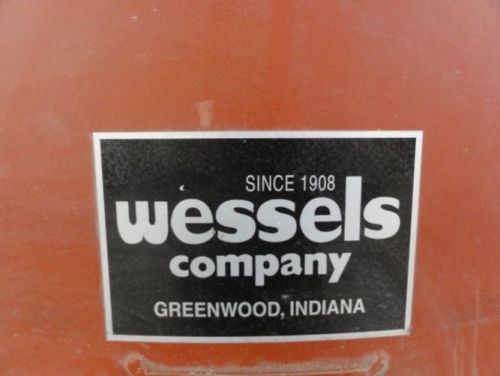 SINCE 1908
wessels
company
GREENWOOD, INDIANA